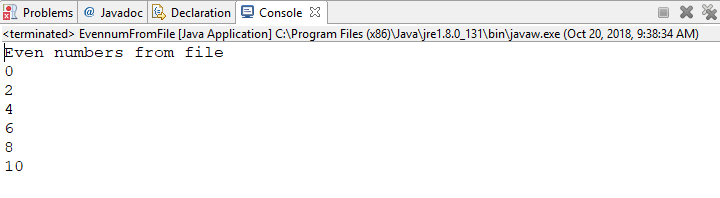 Problems @ Javadoc Declaration Console
<terminated> EvennumFromFile [Java Application] C:\Program Files (x86)\Java\jre1.8.0_131\bin\javaw.exe (Oct 20, 2018, 9:38:34 AM)
Even numbers from file
0
2
4
6
8
10